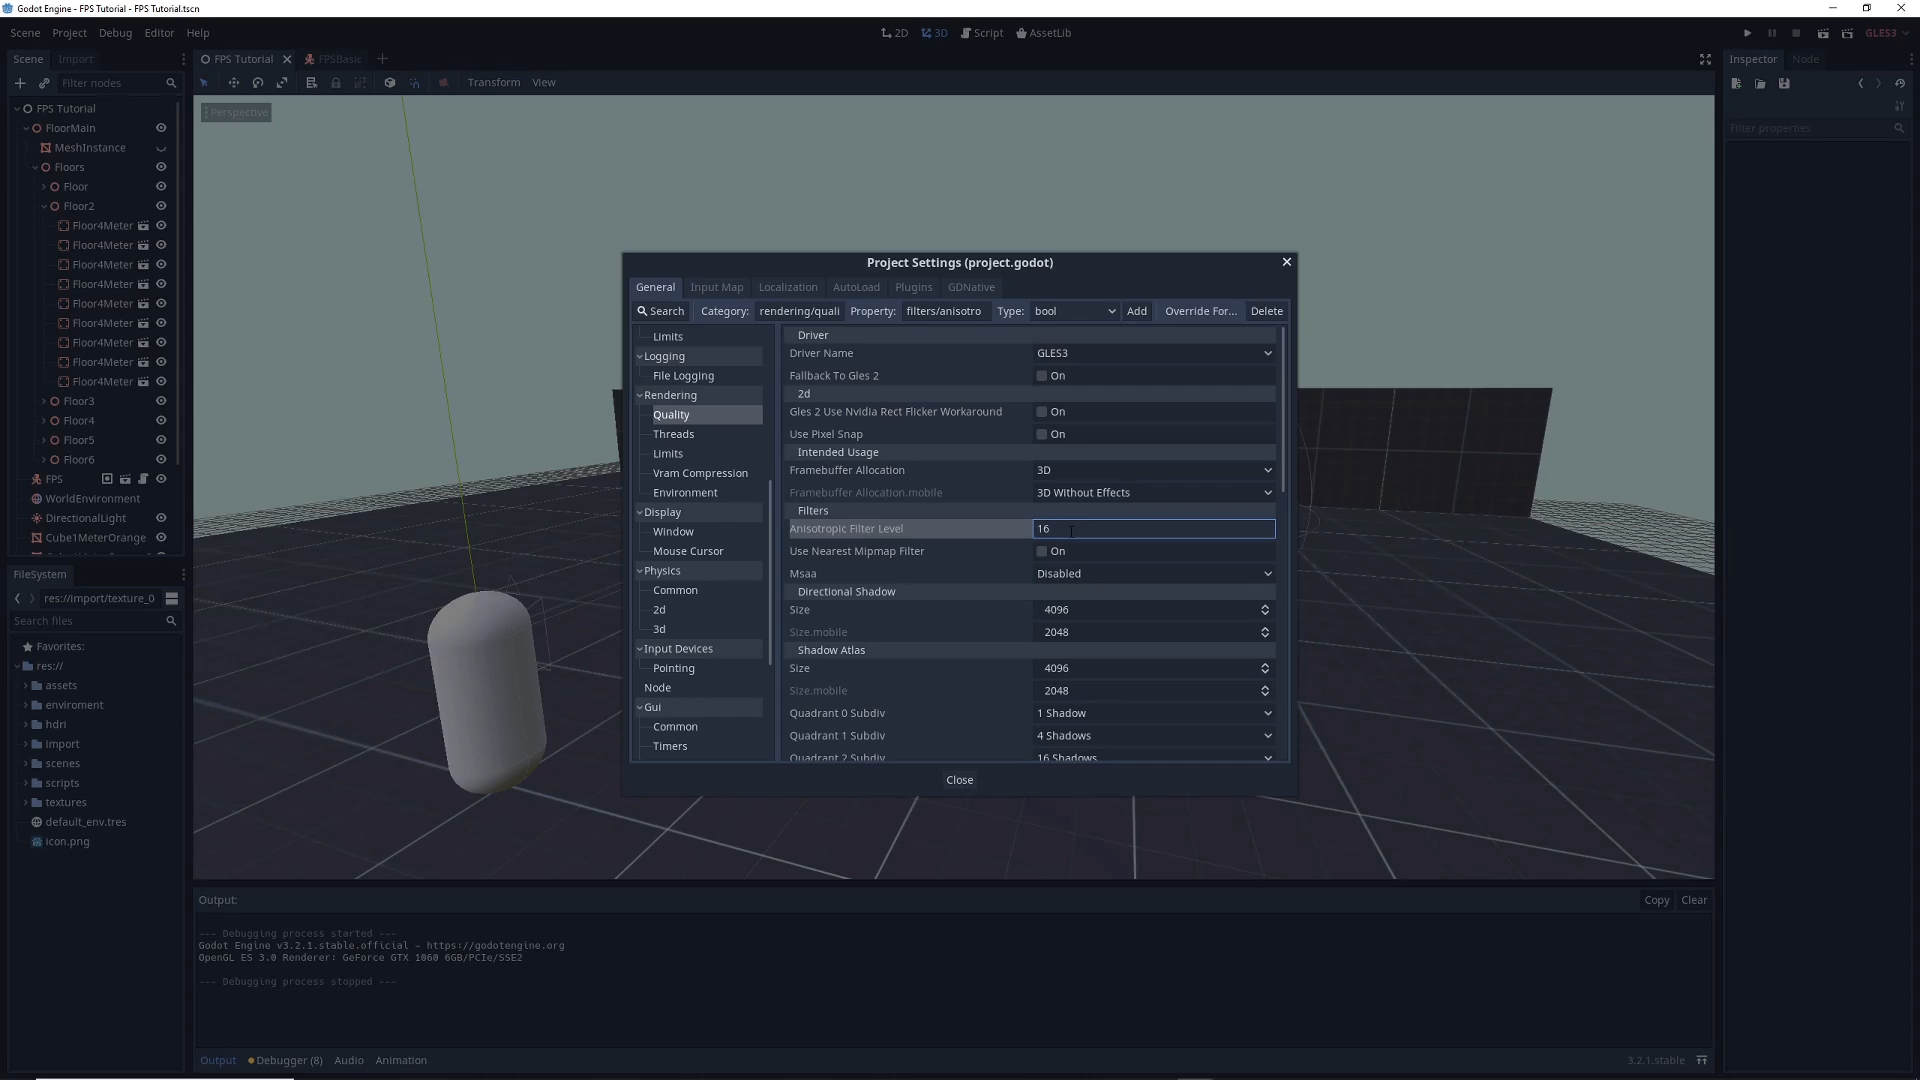 Godot Engine - FPS Tutorial - FPS Tutorial.tscn
Scene Project Debug Editor Help
2D 3D Script AssetLib
GLES3
Scene Import
FPS Tutorial FPSBasic
Inspector Node
Filter nodes
Transform View
Perspective
Filter properties
FPS Tutorial
FloorMain
MeshInstance
Floors
Floor
Floor2
Floor4Meter
Floor4Meter
Floor4Meter
Floor4Meter
Floor4Meter
Floor4Meter
Floor4Meter
Floor4Meter
Floor4Meter
Floor3
Floor4
Floor5
Floor6
FPS
WorldEnvironment
DirectionalLight
Cube1MeterOrange
FileSystem
res://import/texture_0
Search files
Favorites:
res://
assets
enviroment
hdri
import
scenes
scripts
textures
default_env.tres
icon.png
Project Settings (project.godot)
General Input Map Localization AutoLoad Plugins GDNative
Search Category: rendering/quali Property: filters/anisotro Type: bool Add Override For... Delete
Limits
Logging
File Logging
Rendering
Quality
Threads
Limits
Vram Compression
Environment
Display
Window
Mouse Cursor
Physics
Common
2d
3d
Input Devices
Pointing
Node
Gui
Common
Timers
Driver
Driver Name GLES3
Fallback To Gles 2 On
2d
Gles 2 Use Nvidia Rect Flicker Workaround On
Use Pixel Snap On
Intended Usage
Framebuffer Allocation 3D
Framebuffer Allocation.mobile 3D Without Effects
Filters
Anisotropic Filter Level 16
Use Nearest Mipmap Filter On
Msaa Disabled
Directional Shadow
Size 4096
Size.mobile 2048
Shadow Atlas
Size 4096
Size.mobile 2048
Quadrant 0 Subdiv 1 Shadow
Quadrant 1 Subdiv 4 Shadows
Quadrant 2 Subdiv 16 Shadows
Close
Output:
Copy Clear
--- Debugging process started ---
Godot Engine v3.2.1.stable.official - https://godotengine.org
OpenGL ES 3.0 Renderer: GeForce GTX 1060 6GB/PCIe/SSE2
--- Debugging process stopped ---
Output Debugger (8) Audio Animation
3.2.1.stable